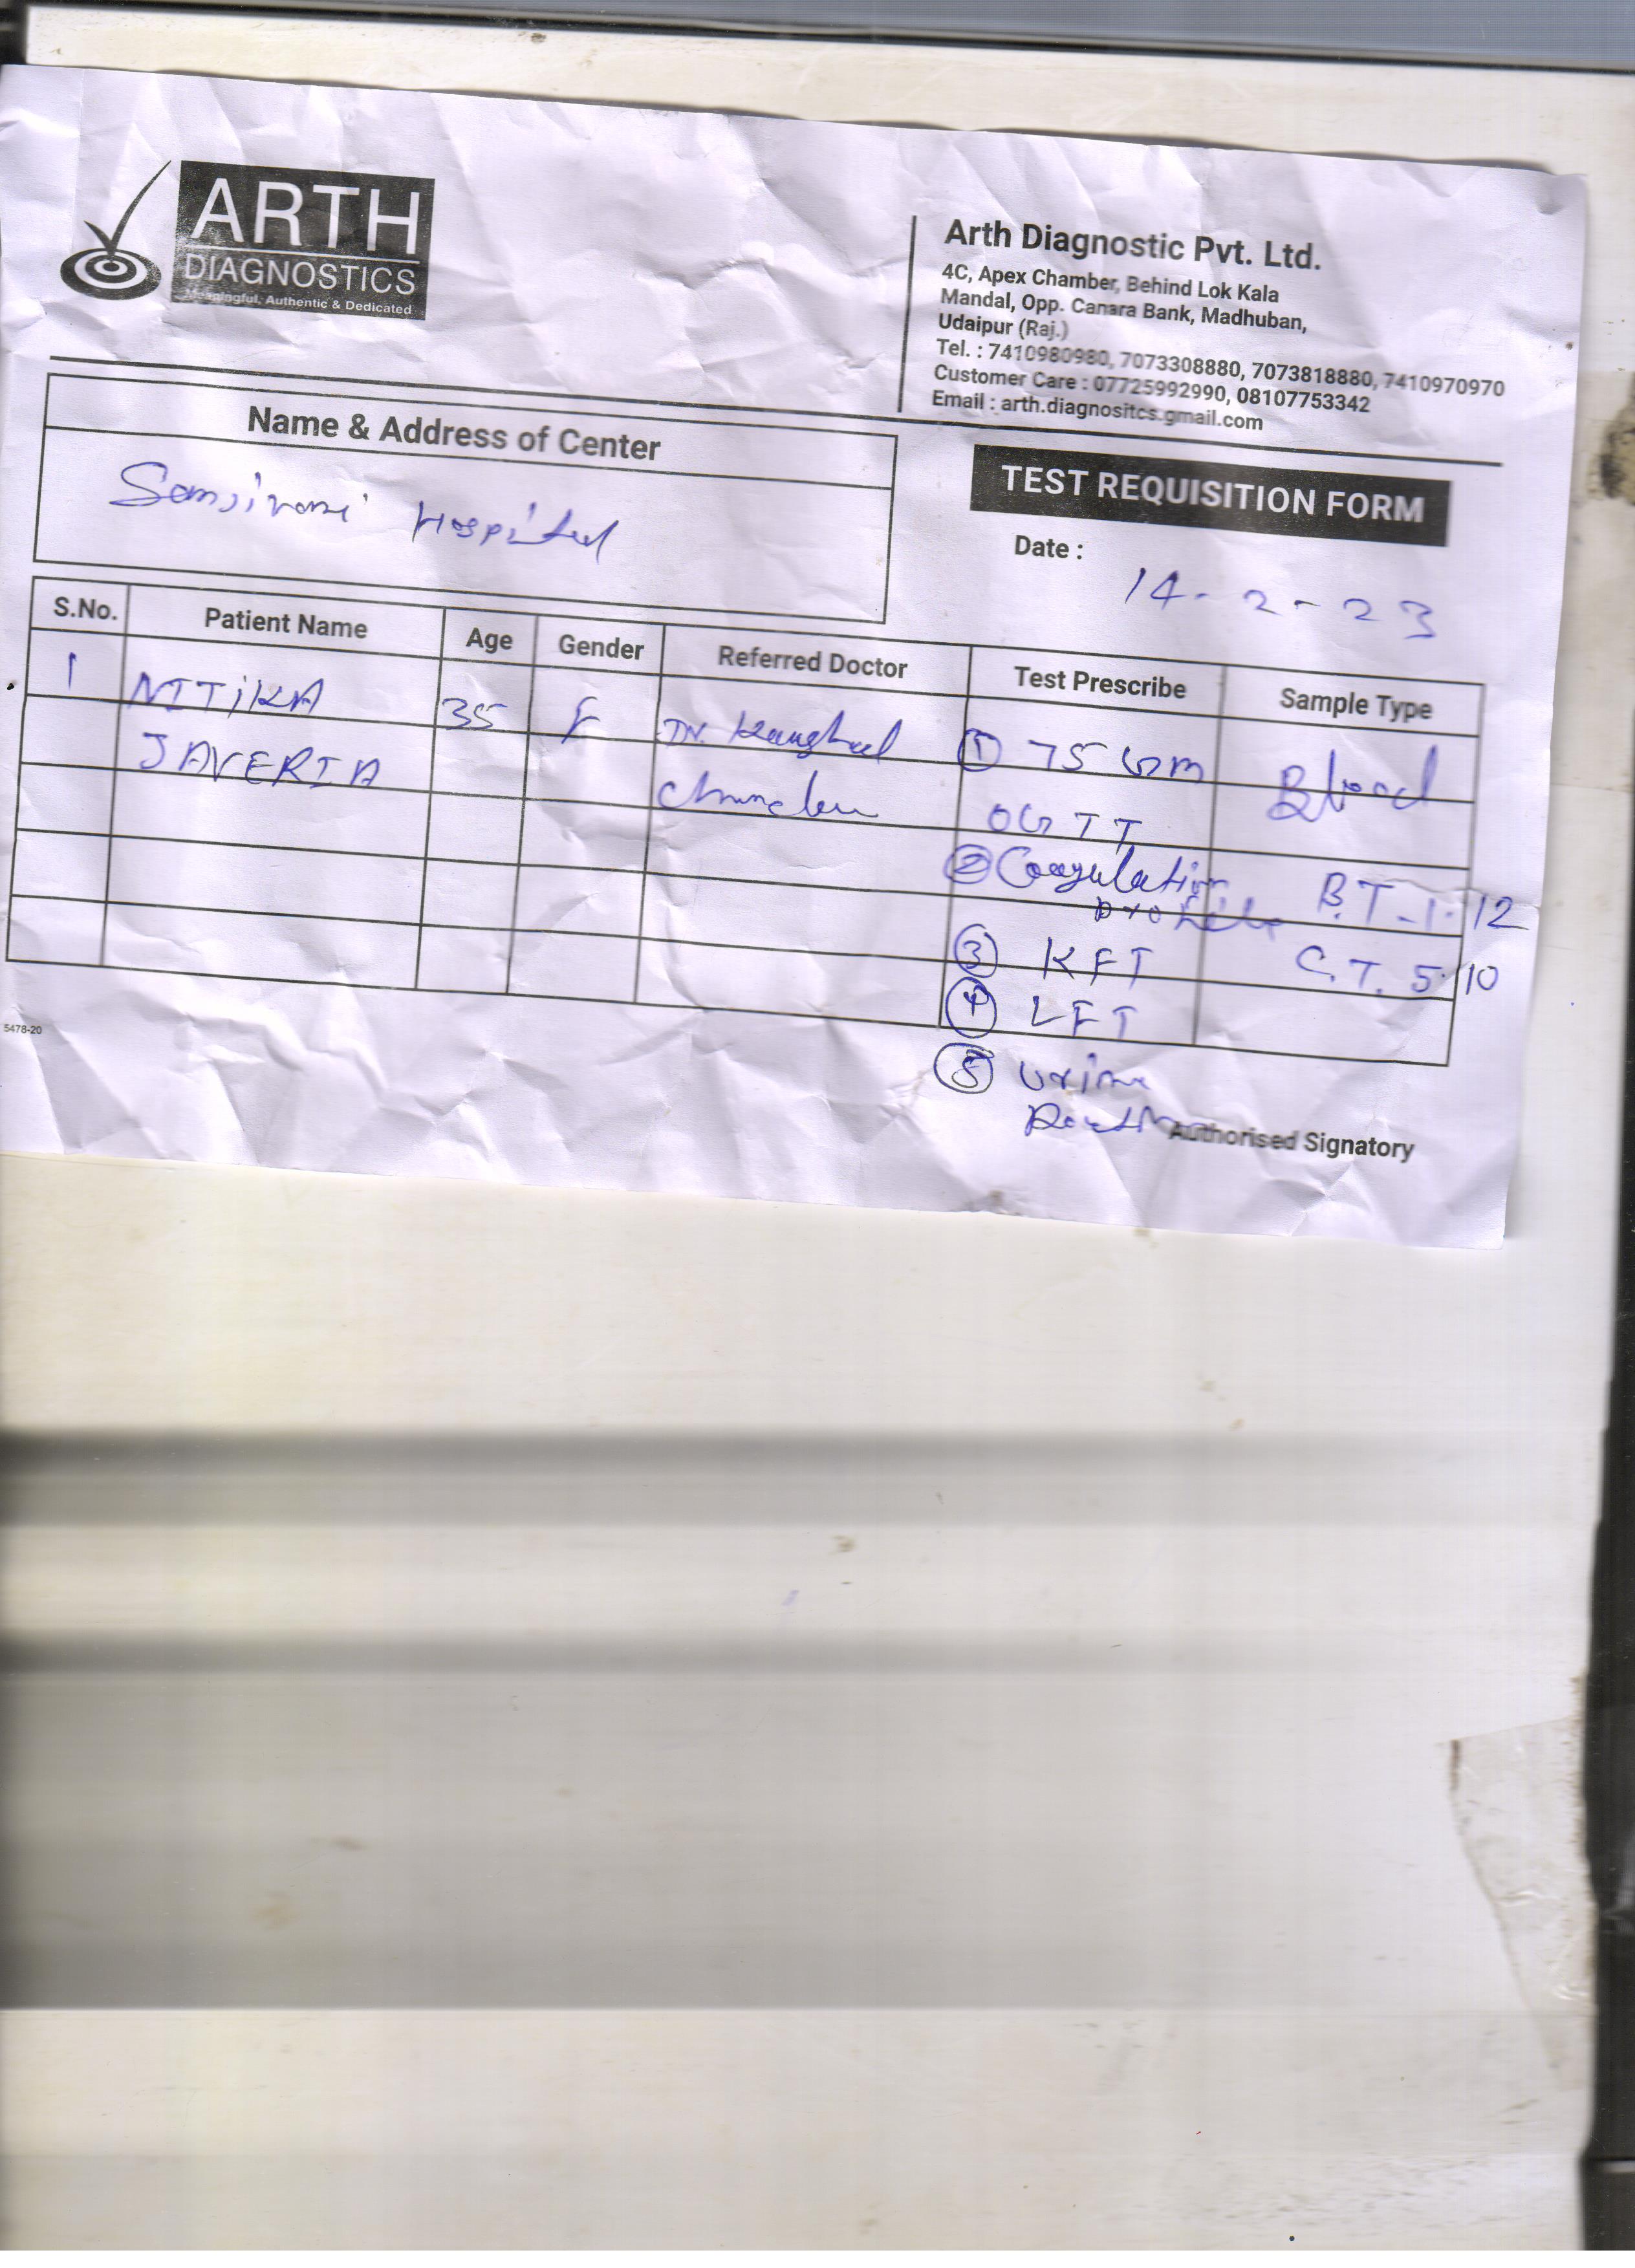 ARTH
DIAGNOSTICS
Meaningful, Authentic & Dedicated
Arth Diagnostic Pvt. Ltd.
4C, Apex Chamber, Behind Lok Kala
Mandal, Opp. Canara Bank, Madhuban,
Udaipur (Raj.)
Tel. : 7410980980, 7073308880, 7073818880, 7410970970
Customer Care : 07725992990, 08107753342
Email : arth.diagnositcs.gmail.com
Name & Address of Center
Sanjivani Hospital
TEST REQUISITION FORM
Date :
14-2-23
S.No. Patient Name Age Gender Referred Doctor Test Prescribe Sample Type
1 NITIKA 35 F Dr. ① 75 Gm Blood
JAVERIA OGTT
② Coagulation B.T-1.12
profile
③ KFT C.T. 5.10
④ LFT
⑤ Urine
5478-20
Authorised Signatory